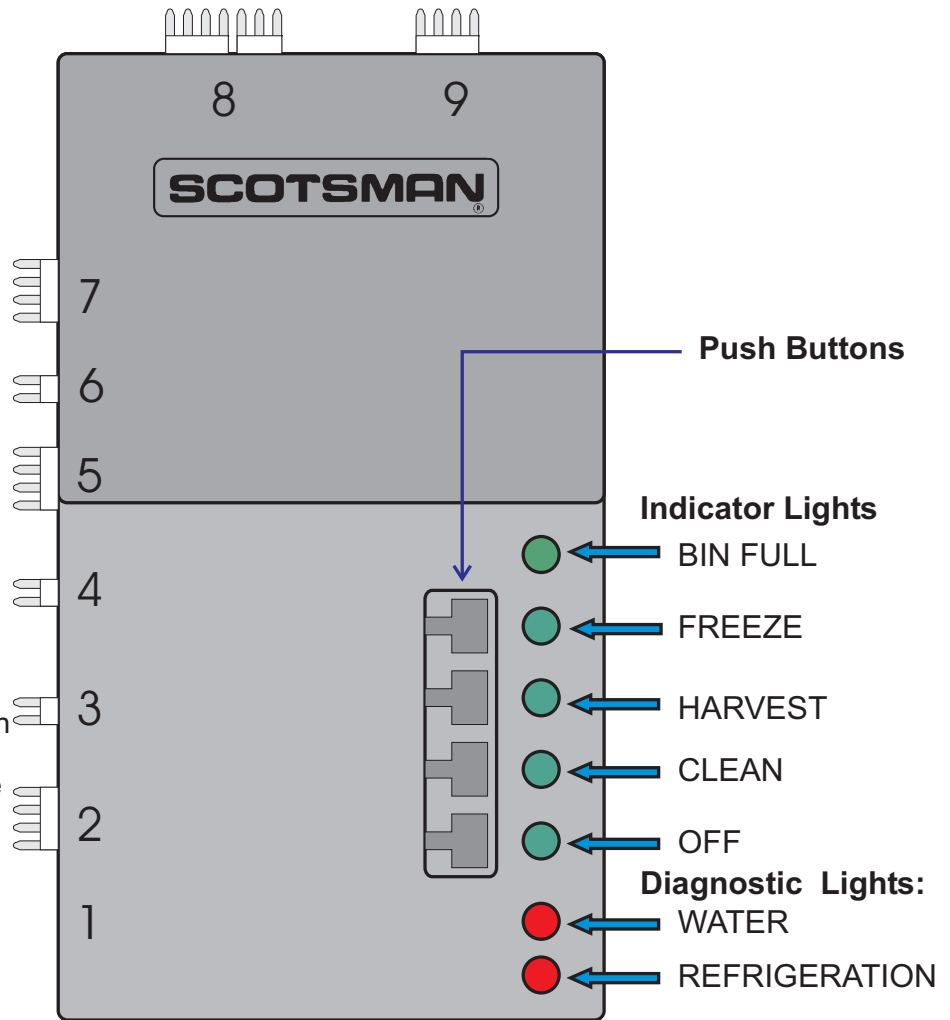 8 9
SCOTSMAN
®
7
Push Buttons
6
5
Indicator Lights
BIN FULL
4
FREEZE
3
HARVEST
n
CLEAN
e
2
OFF
Diagnostic Lights:
1
WATER
REFRIGERATION